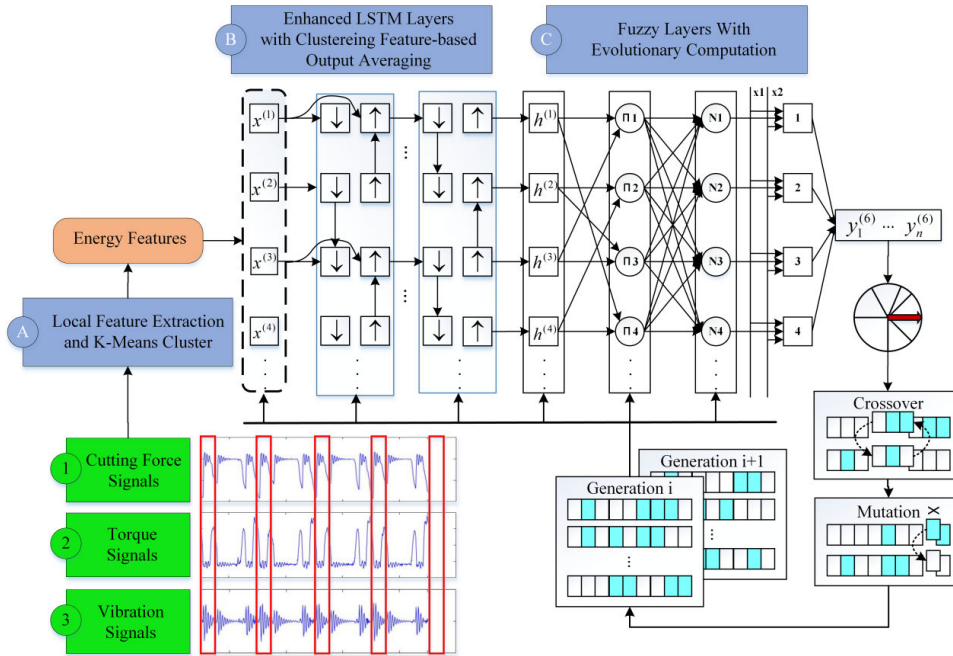 B
Enhanced LSTM Layers
with Clustereing Feature-based
Output Averaging
C
Fuzzy Layers With
Evolutionary Computation
x^(1)
x^(2)
x^(3)
x^(4)
h^(1)
h^(2)
h^(3)
h^(4)
Π1
Π2
Π3
Π4
N1
N2
N3
N4
x1 x2
1
2
3
4
y_1^(6) ... y_n^(6)
Energy Features
A
Local Feature Extraction
and K-Means Cluster
1
Cutting Force
Signals
2
Torque
Signals
3
Vibration
Signals
Generation i+1
Generation i
Crossover
Mutation